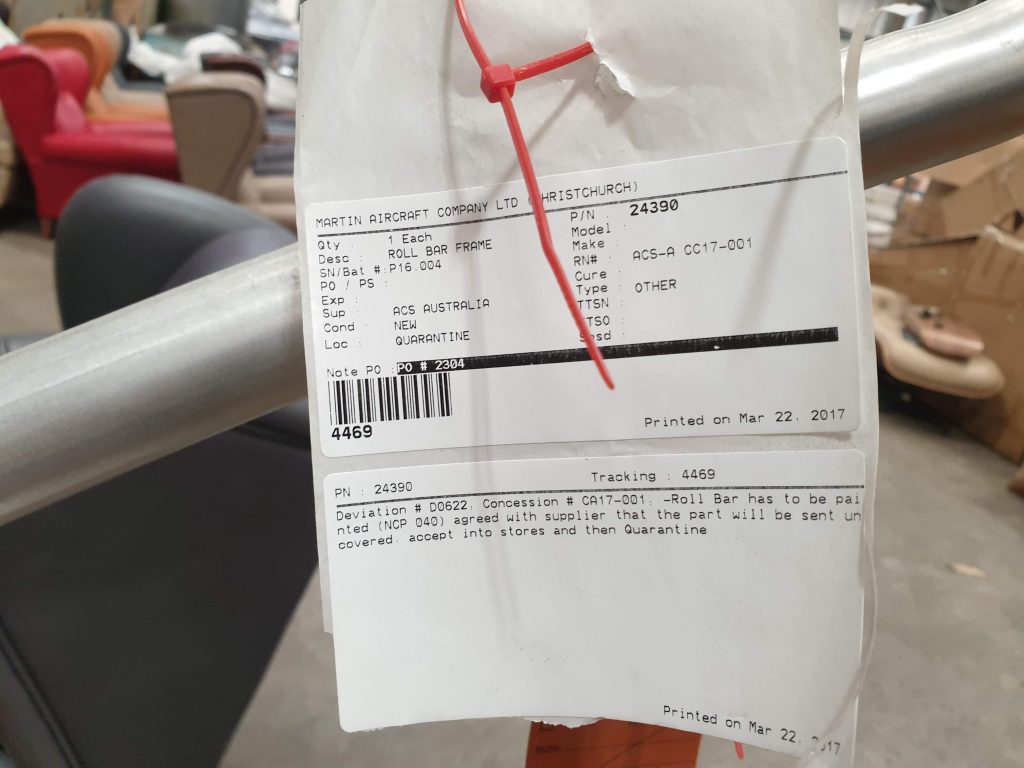 MARTIN AIRCRAFT COMPANY LTD (CHRISTCHURCH)
Qty : 1 Each
Desc : ROLL BAR FRAME
SN/Bat #:P16.004
PO / PS :
Exp :
Sup : ACS AUSTRALIA
Cond : NEW
Loc : QUARANTINE
P/N : 24390
Model :
Make :
RN# : ACS-A CC17-001
Cure :
Type : OTHER
TTSN :
TTSO :
Note PO :PO # 2304
4469
Printed on Mar 22, 2017
PN : 24390 Tracking : 4469
Deviation # D0622, Concession # CA17-001, -Roll Bar has to be pai
nted (NCP 040) agreed with supplier that the part will be sent un
covered accept into stores and then Quarantine
Printed on Mar 22, 2017
Note: